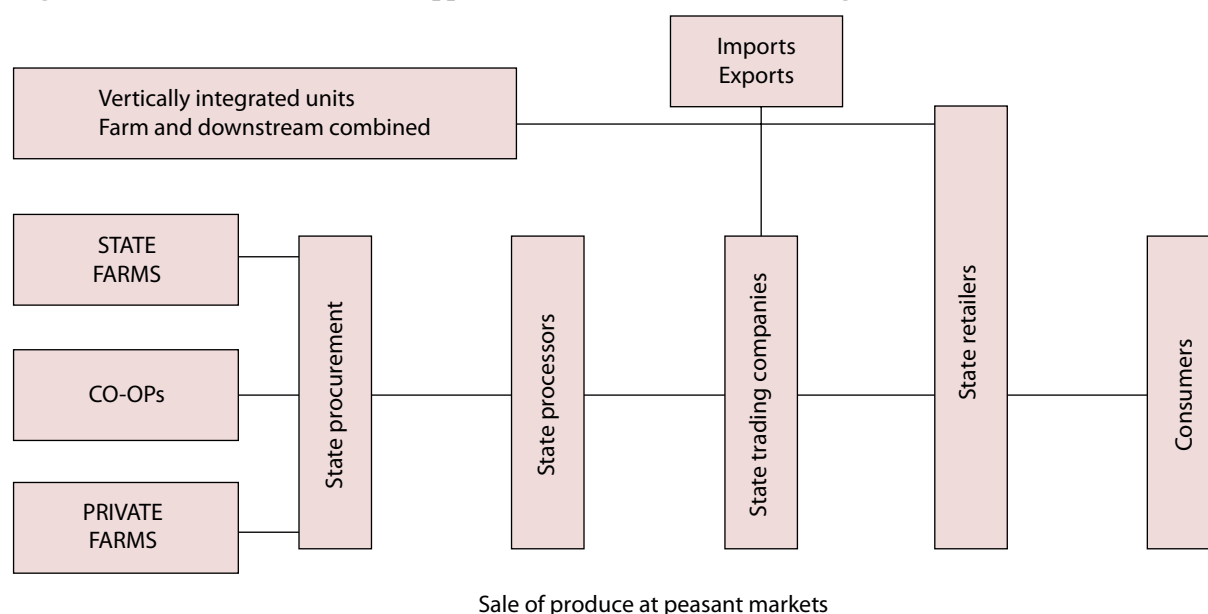 Imports
Exports
Vertically integrated units
Farm and downstream combined
STATE
FARMS
CO-OPs
PRIVATE
FARMS
State procurement
State processors
State trading companies
State retailers
Consumers
Sale of produce at peasant markets